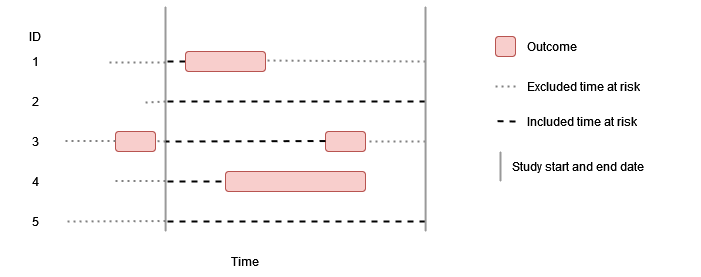 ID
1
2
3
4
5
Time
Outcome
Excluded time at risk
Included time at risk
Study start and end date